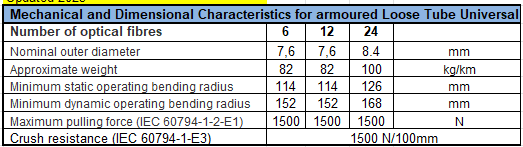 Updated 2023
Mechanical and Dimensional Characteristics for armoured Loose Tube Universal
Number of optical fibres 6 12 24
Nominal outer diameter 7,6 7,6 8.4 mm
Approximate weight 82 82 100 kg/km
Minimum static operating bending radius 114 114 126 mm
Minimum dynamic operating bending radius 152 152 168 mm
Maximum pulling force (IEC 60794-1-2-E1) 1500 1500 1500 N
Crush resistance (IEC 60794-1-E3) 1500 N/100mm